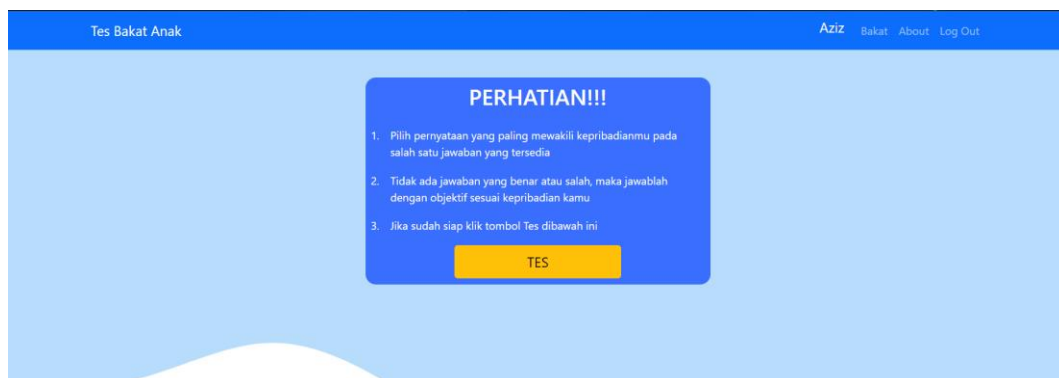 Tes Bakat Anak
Aziz Bakat About Log Out
PERHATIAN!!!
1. Pilih pernyataan yang paling mewakili kepribadianmu pada
salah satu jawaban yang tersedia
2. Tidak ada jawaban yang benar atau salah, maka jawablah
dengan objektif sesuai kepribadian kamu
3. Jika sudah siap klik tombol Tes dibawah ini
TES